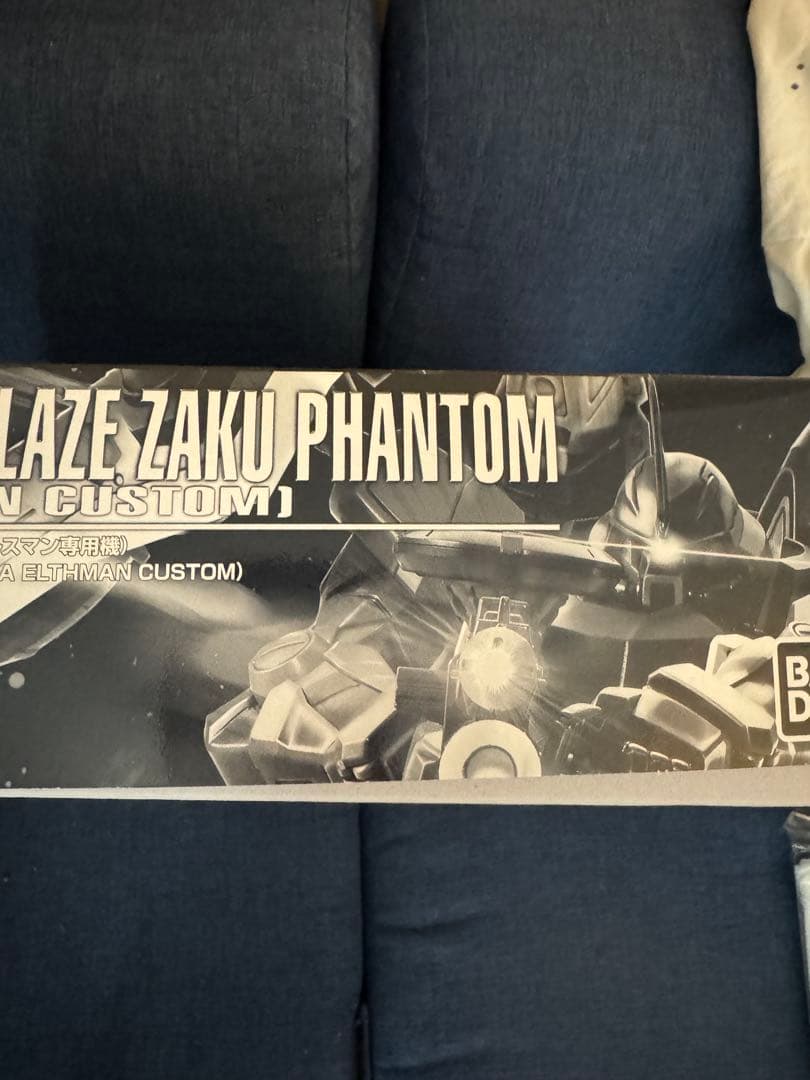 LAZE ZAKU PHANTOM
N CUSTOM)
スマン専用機)
A ELTHMAN CUSTOM)
B
D